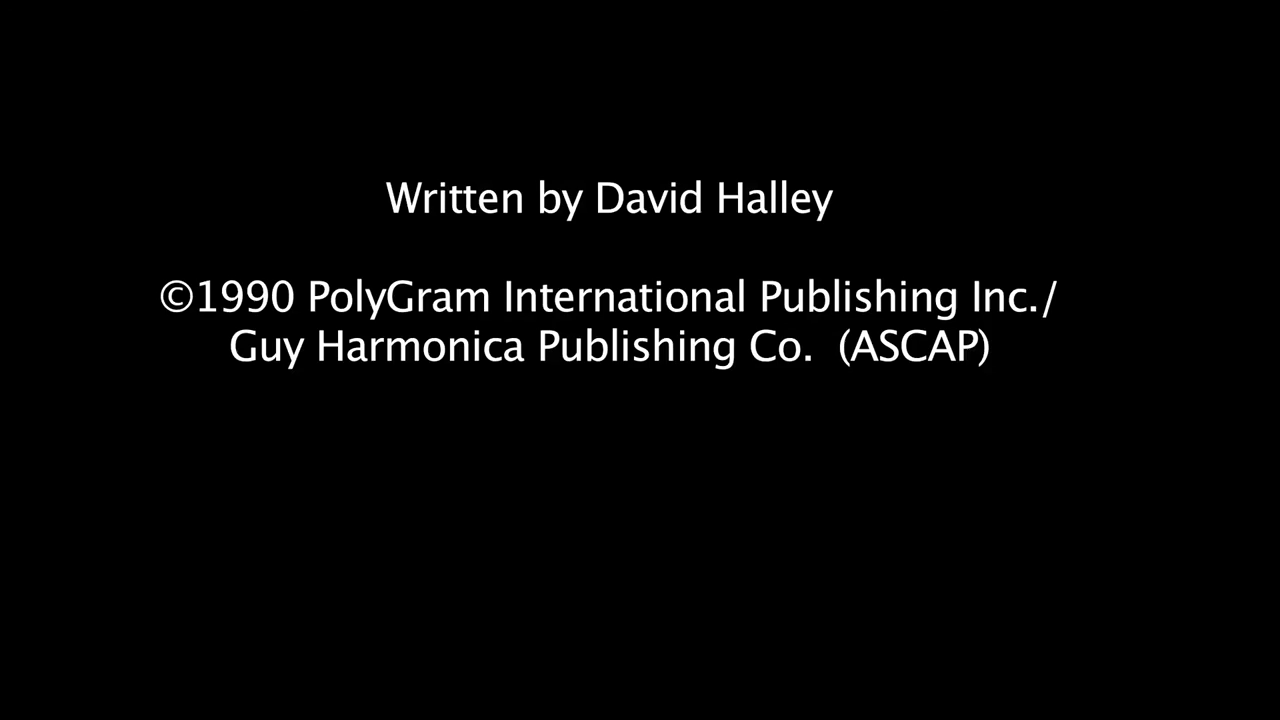 Written by David Halley
©1990 PolyGram International Publishing Inc./
Guy Harmonica Publishing Co.  (ASCAP)